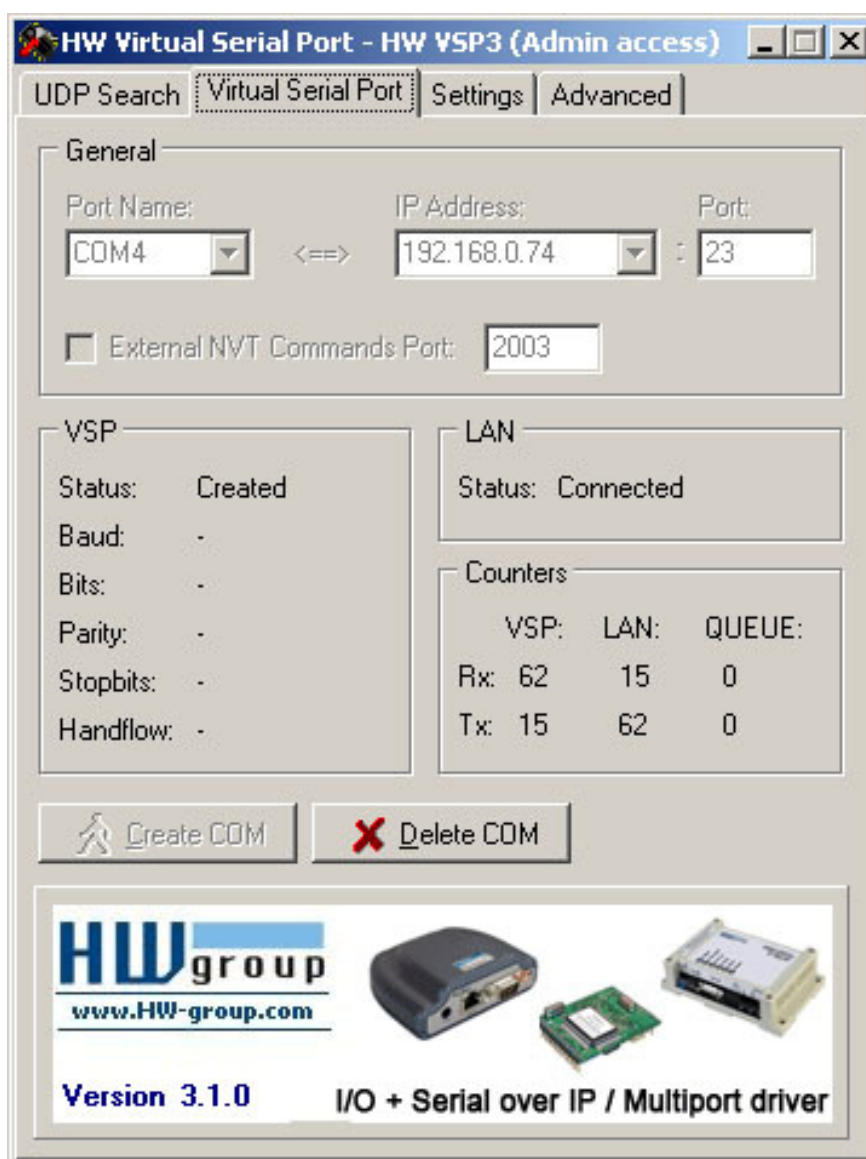 HW Virtual Serial Port - HW VSP3 (Admin access)
UDP Search Virtual Serial Port Settings Advanced
General
Port Name: IP Address: Port:
COM4 <==> 192.168.0.74 : 23
External NVT Commands Port: 2003
VSP
Status: Created
Baud: -
Bits: -
Parity: -
Stopbits: -
Handflow: -
LAN
Status: Connected
Counters
VSP: LAN: QUEUE:
Rx: 62 15 0
Tx: 15 62 0
Create COM Delete COM
HW group
www.HW-group.com
Version 3.1.0
I/O + Serial over IP / Multiport driver